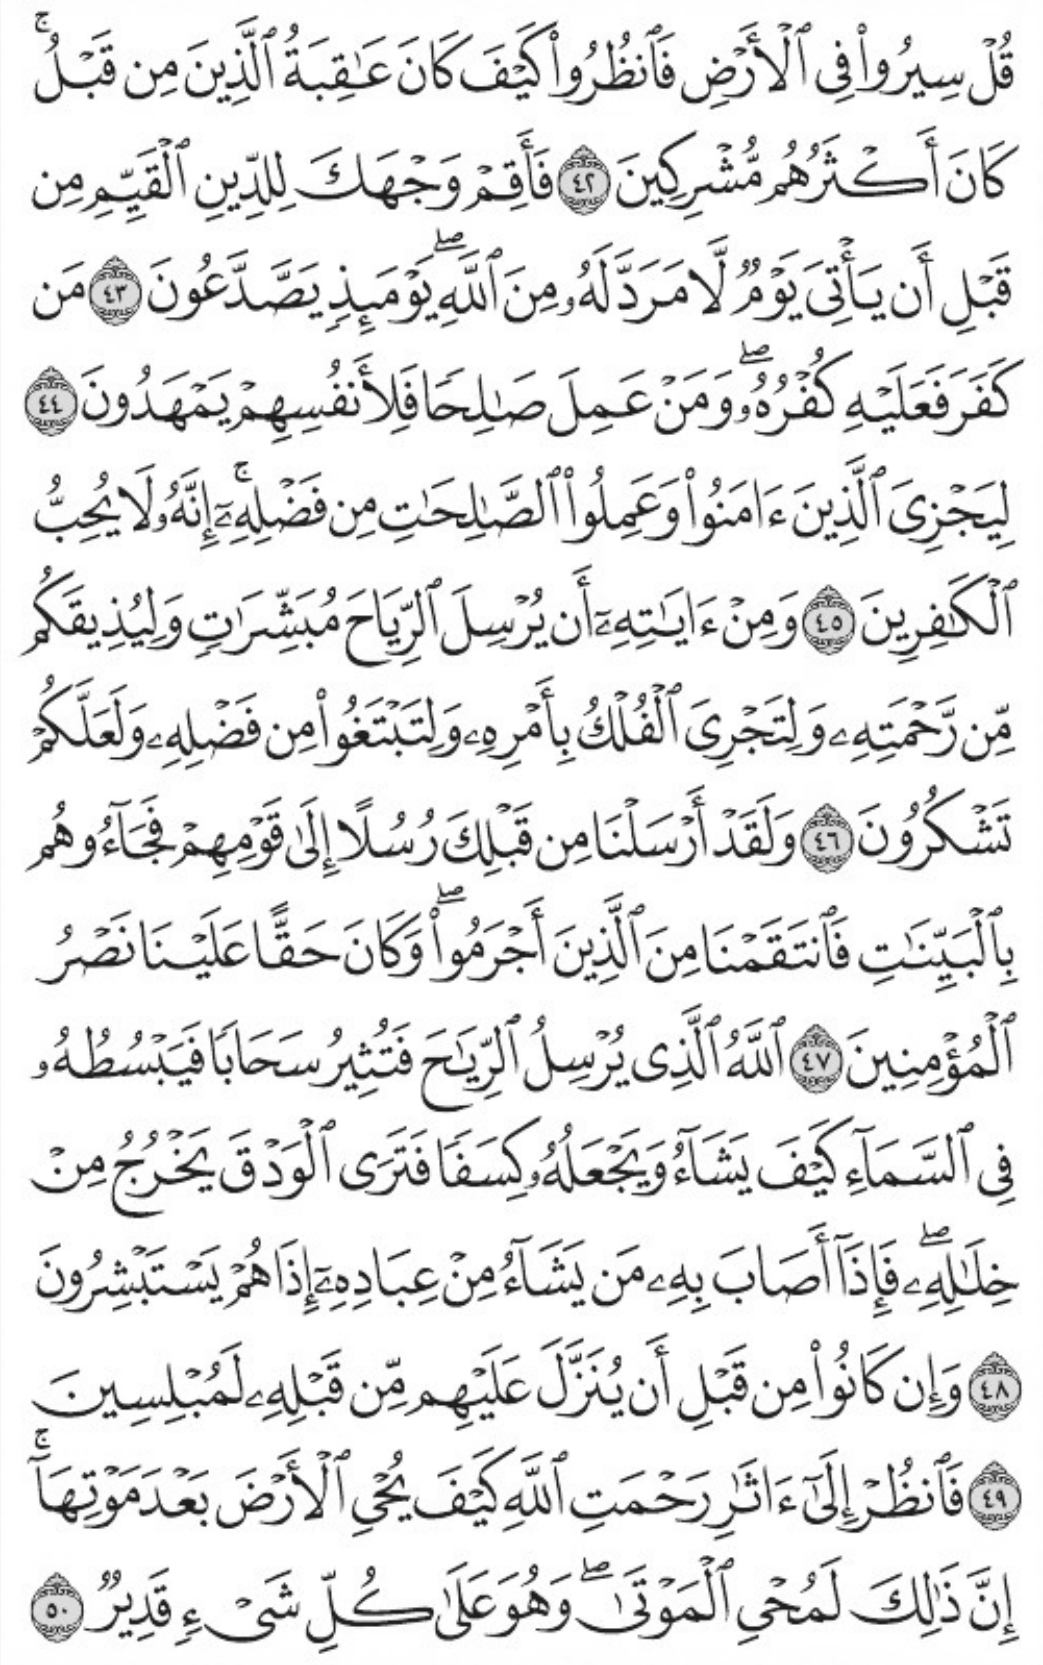 قُلۡ سِيرُواْ فِي ٱلۡأَرۡضِ فَٱنظُرُواْ كَيۡفَ كَانَ عَٰقِبَةُ ٱلَّذِينَ مِن قَبۡلُۚ
كَانَ أَكۡثَرُهُم مُّشۡرِكِينَ ٤٢ فَأَقِمۡ وَجۡهَكَ لِلدِّينِ ٱلۡقَيِّمِ مِن
قَبۡلِ أَن يَأۡتِيَ يَوۡمٞ لَّا مَرَدَّ لَهُۥ مِنَ ٱللَّهِۖ يَوۡمَئِذٖ يَصَّدَّعُونَ ٤٣ مَن
كَفَرَ فَعَلَيۡهِ كُفۡرُهُۥۖ وَمَنۡ عَمِلَ صَٰلِحٗا فَلِأَنفُسِهِمۡ يَمۡهَدُونَ ٤٤
لِيَجۡزِيَ ٱلَّذِينَ ءَامَنُواْ وَعَمِلُواْ ٱلصَّٰلِحَٰتِ مِن فَضۡلِهِۦٓۚ إِنَّهُۥ لَا يُحِبُّ
ٱلۡكَٰفِرِينَ ٤٥ وَمِنۡ ءَايَٰتِهِۦٓ أَن يُرۡسِلَ ٱلرِّيَاحَ مُبَشِّرَٰتٖ وَلِيُذِيقَكُم
مِّن رَّحۡمَتِهِۦ وَلِتَجۡرِيَ ٱلۡفُلۡكُ بِأَمۡرِهِۦ وَلِتَبۡتَغُواْ مِن فَضۡلِهِۦ وَلَعَلَّكُمۡ
تَشۡكُرُونَ ٤٦ وَلَقَدۡ أَرۡسَلۡنَا مِن قَبۡلِكَ رُسُلًا إِلَىٰ قَوۡمِهِمۡ فَجَآءُوهُم
بِٱلۡبَيِّنَٰتِ فَٱنتَقَمۡنَا مِنَ ٱلَّذِينَ أَجۡرَمُواْۖ وَكَانَ حَقًّا عَلَيۡنَا نَصۡرُ
ٱلۡمُؤۡمِنِينَ ٤٧ ٱللَّهُ ٱلَّذِي يُرۡسِلُ ٱلرِّيَٰحَ فَتُثِيرُ سَحَابٗا فَيَبۡسُطُهُۥ
فِي ٱلسَّمَآءِ كَيۡفَ يَشَآءُ وَيَجۡعَلُهُۥ كِسَفٗا فَتَرَى ٱلۡوَدۡقَ يَخۡرُجُ مِنۡ
خِلَٰلِهِۦۖ فَإِذَآ أَصَابَ بِهِۦ مَن يَشَآءُ مِنۡ عِبَادِهِۦٓ إِذَا هُمۡ يَسۡتَبۡشِرُونَ
٤٨ وَإِن كَانُواْ مِن قَبۡلِ أَن يُنَزَّلَ عَلَيۡهِم مِّن قَبۡلِهِۦ لَمُبۡلِسِينَ
٤٩ فَٱنظُرۡ إِلَىٰٓ ءَاثَٰرِ رَحۡمَتِ ٱللَّهِ كَيۡفَ يُحۡيِ ٱلۡأَرۡضَ بَعۡدَ مَوۡتِهَآۚ
إِنَّ ذَٰلِكَ لَمُحۡيِ ٱلۡمَوۡتَىٰۖ وَهُوَ عَلَىٰ كُلِّ شَيۡءٖ قَدِيرٞ ٥٠